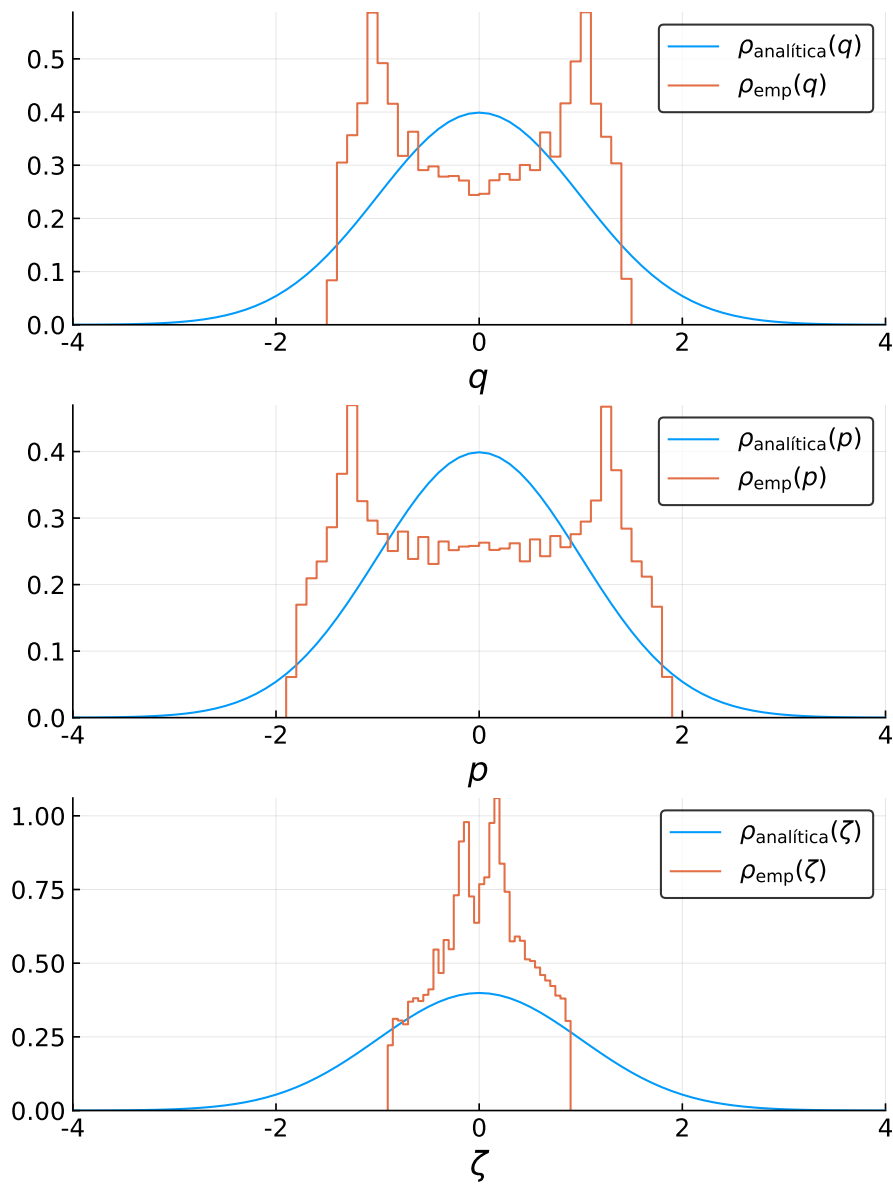 0.5
0.4
0.3
0.2
0.1
0.0
-4 -2 0 2 4
q
ρanalítica(q)
ρemp(q)
0.4
0.3
0.2
0.1
0.0
-4 -2 0 2 4
p
ρanalítica(p)
ρemp(p)
1.00
0.75
0.50
0.25
0.00
-4 -2 0 2 4
ζ
ρanalítica(ζ)
ρemp(ζ)